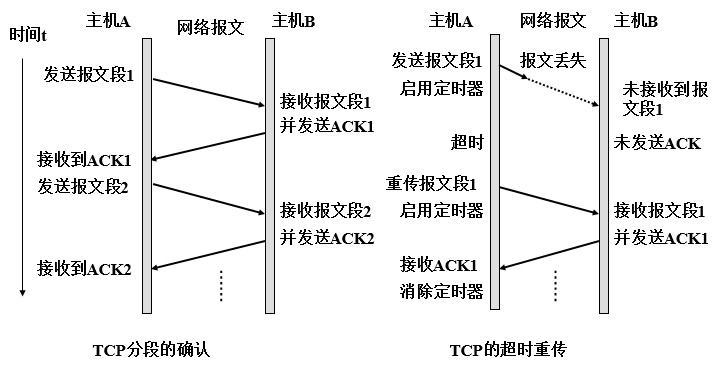 时间t
主机A
网络报文
主机B
发送报文段1
接收报文段1
并发送ACK1
接收到ACK1
发送报文段2
接收报文段2
并发送ACK2
接收到ACK2
TCP分段的确认
主机A
网络报文
主机B
发送报文段1
报文丢失
启用定时器
未接收到报
文段1
超时
未发送ACK
重传报文段1
启用定时器
接收报文段1
并发送ACK1
接收ACK1
消除定时器
TCP的超时重传